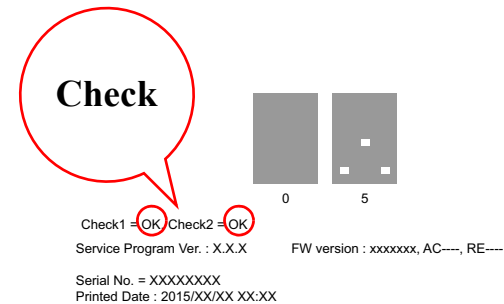 Check
0 5
Check1 = OK, Check2 = OK
Service Program Ver. : X.X.X FW version : xxxxxxx, AC----, RE----
Serial No. = XXXXXXXX
Printed Date : 2015/XX/XX XX:XX